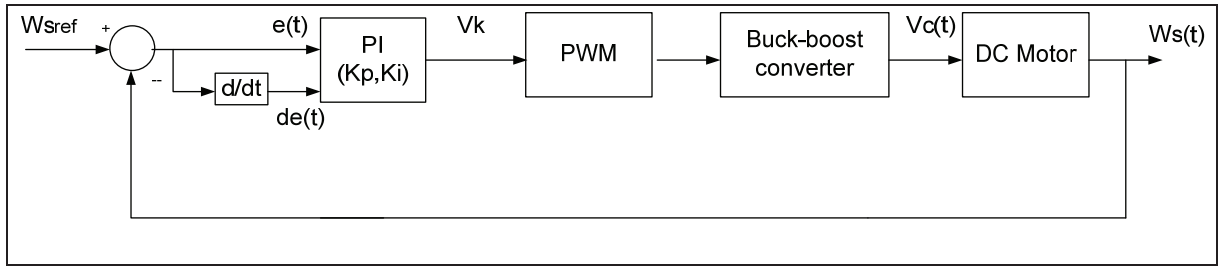 Wsref
+
--
e(t)
d/dt
de(t)
PI
(Kp,Ki)
Vk
PWM
Buck-boost
converter
Vc(t)
DC Motor
Ws(t)